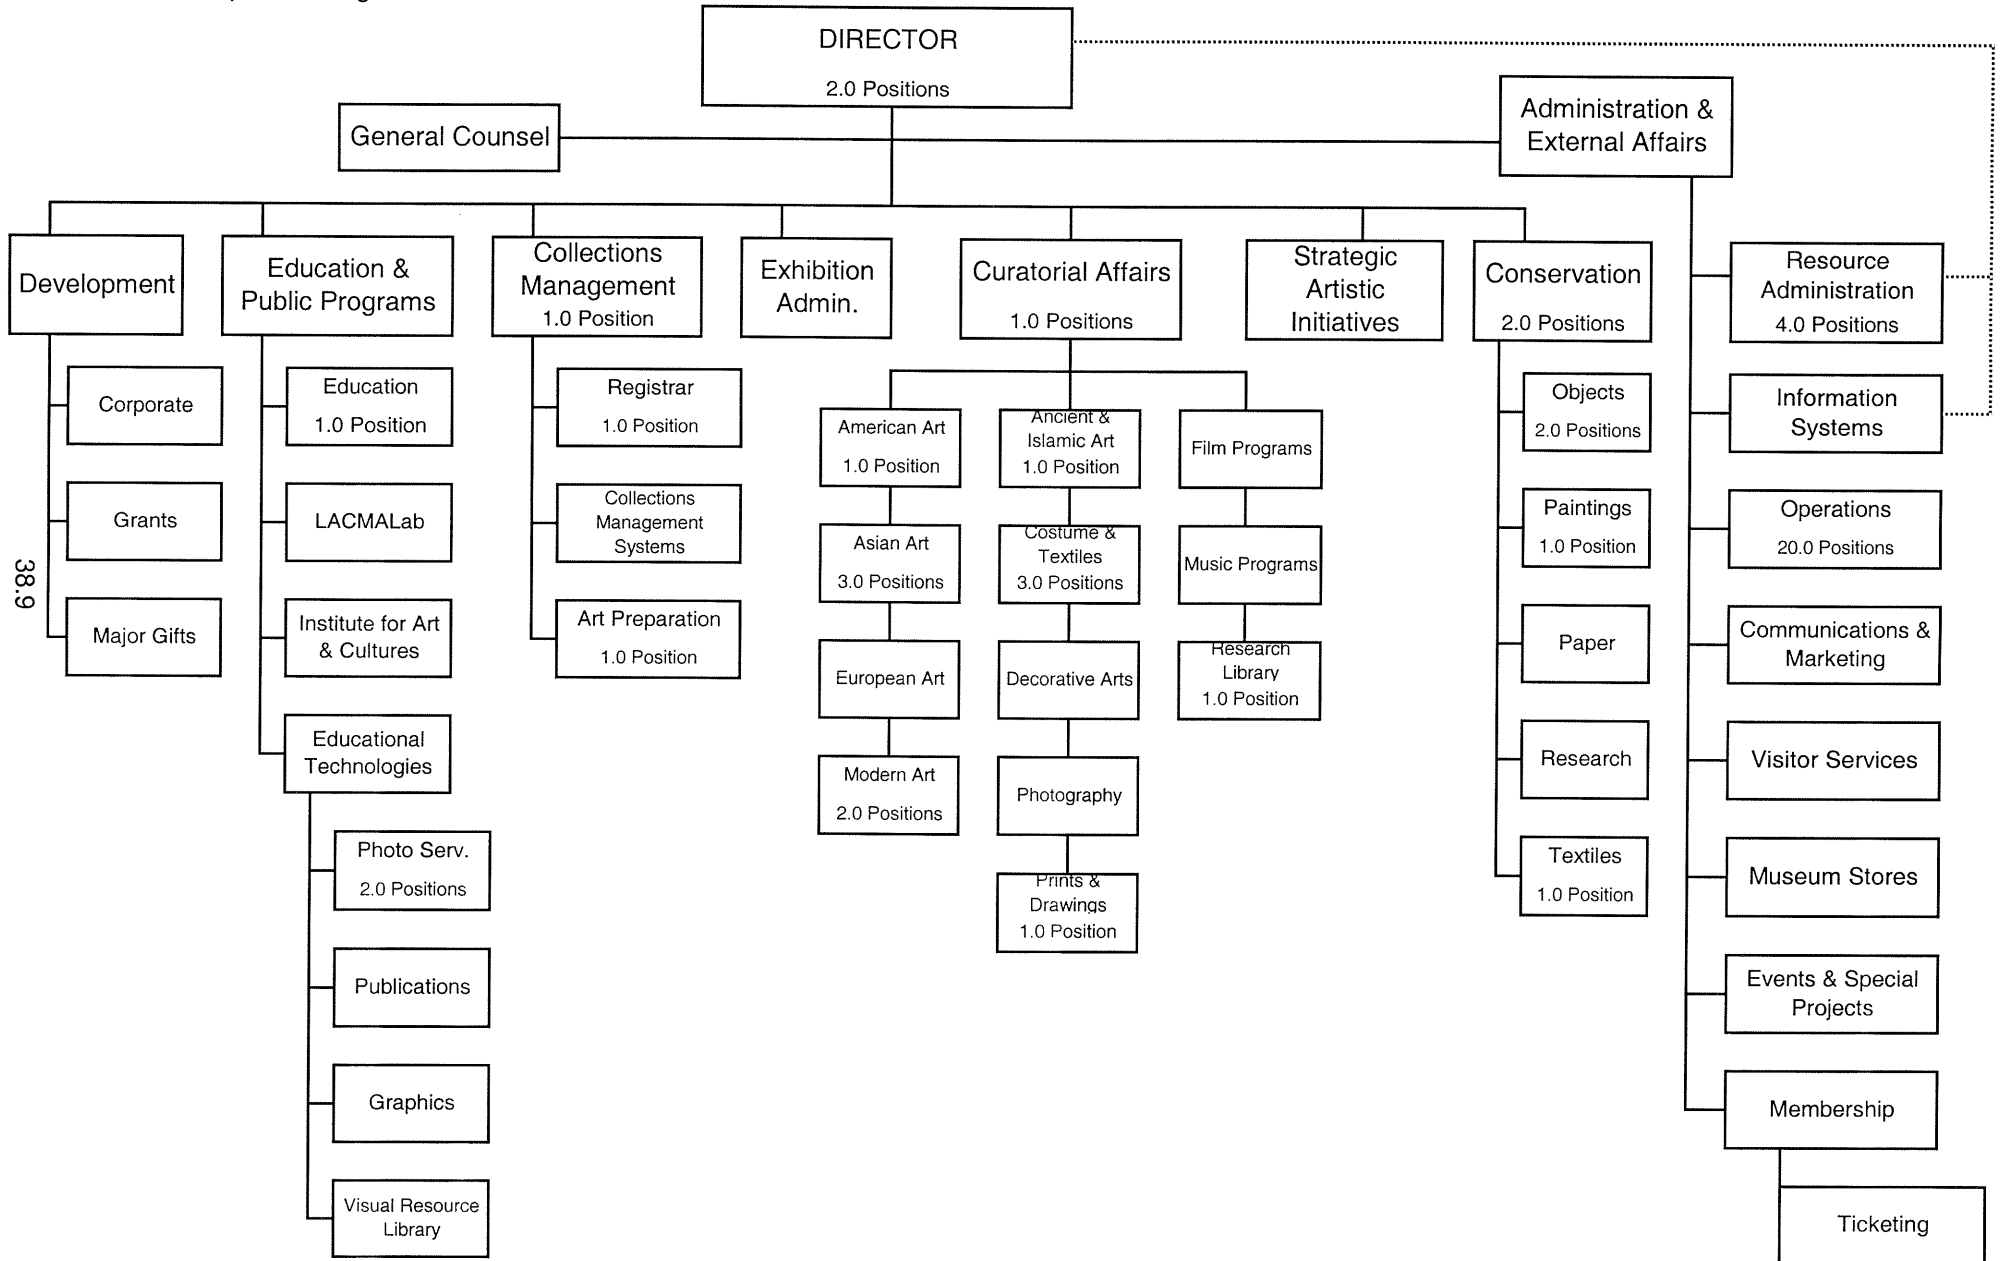 DIRECTOR
2.0 Positions
General Counsel
Administration &
External Affairs
Development
Corporate
Grants
Major Gifts
Education &
Public Programs
Education
1.0 Position
LACMALab
Institute for Art
& Cultures
Educational
Technologies
Photo Serv.
2.0 Positions
Publications
Graphics
Visual Resource
Library
Collections
Management
1.0 Position
Registrar
1.0 Position
Collections
Management
Systems
Art Preparation
1.0 Position
Exhibition
Admin.
Curatorial Affairs
1.0 Positions
American Art
1.0 Position
Asian Art
3.0 Positions
European Art
Modern Art
2.0 Positions
Ancient &
Islamic Art
1.0 Position
Costume &
Textiles
3.0 Positions
Decorative Arts
Photography
Prints &
Drawings
1.0 Position
Film Programs
Music Programs
Research
Library
1.0 Position
Strategic
Artistic
Initiatives
Conservation
2.0 Positions
Objects
2.0 Positions
Paintings
1.0 Position
Paper
Research
Textiles
1.0 Position
Resource
Administration
4.0 Positions
Information
Systems
Operations
20.0 Positions
Communications &
Marketing
Visitor Services
Museum Stores
Events & Special
Projects
Membership
Ticketing
38.9